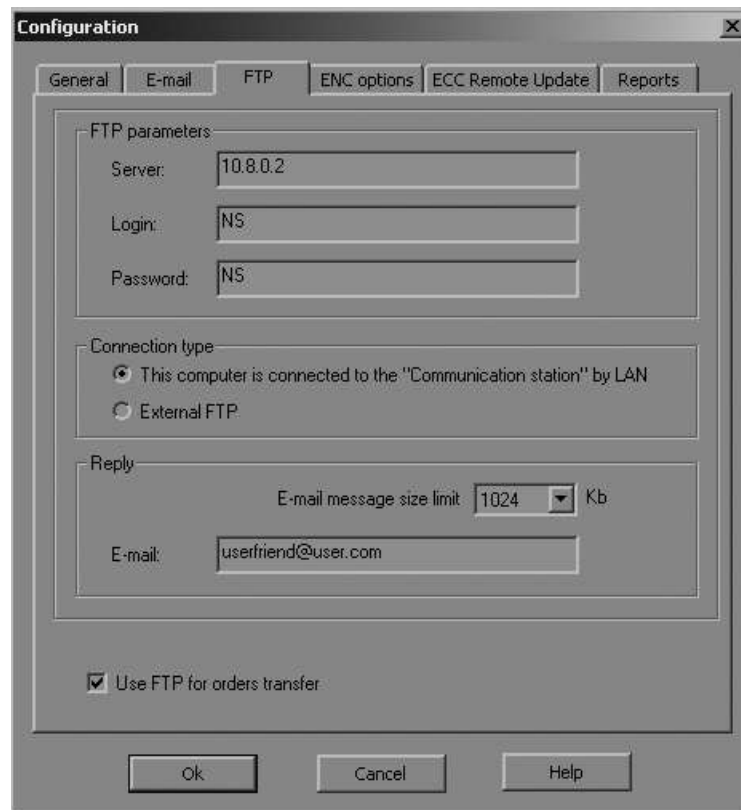 Configuration
General E-mail FTP ENC options ECC Remote Update Reports
FTP parameters
Server: 10.8.0.2
Login: NS
Password: NS
Connection type
This computer is connected to the "Communication station" by LAN
External FTP
Reply
E-mail message size limit 1024 Kb
E-mail: userfriend@user.com
Use FTP for orders transfer
Ok Cancel Help